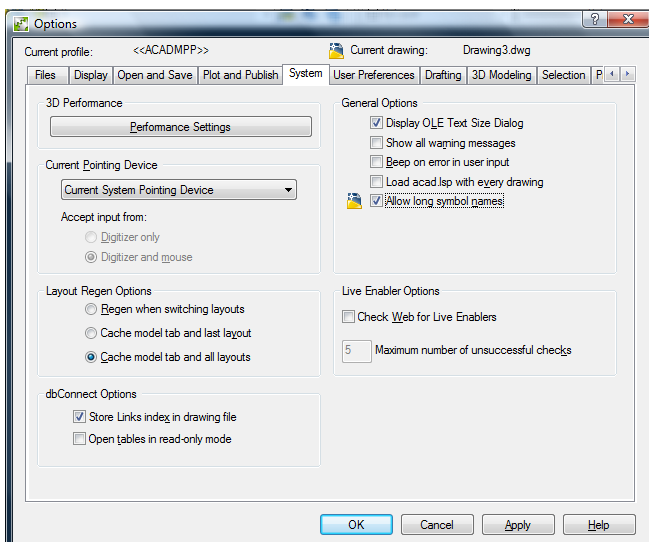 Options
Current profile: <<ACADMPP>> Current drawing: Drawing3.dwg
Files Display Open and Save Plot and Publish System User Preferences Drafting 3D Modeling Selection P
3D Performance
Performance Settings
Current Pointing Device
Current System Pointing Device
Accept input from:
Digitizer only
Digitizer and mouse
Layout Regen Options
Regen when switching layouts
Cache model tab and last layout
Cache model tab and all layouts
dbConnect Options
Store Links index in drawing file
Open tables in read-only mode
General Options
Display OLE Text Size Dialog
Show all warning messages
Beep on error in user input
Load acad.lsp with every drawing
Allow long symbol names
Live Enabler Options
Check Web for Live Enablers
5 Maximum number of unsuccessful checks
OK Cancel Apply Help